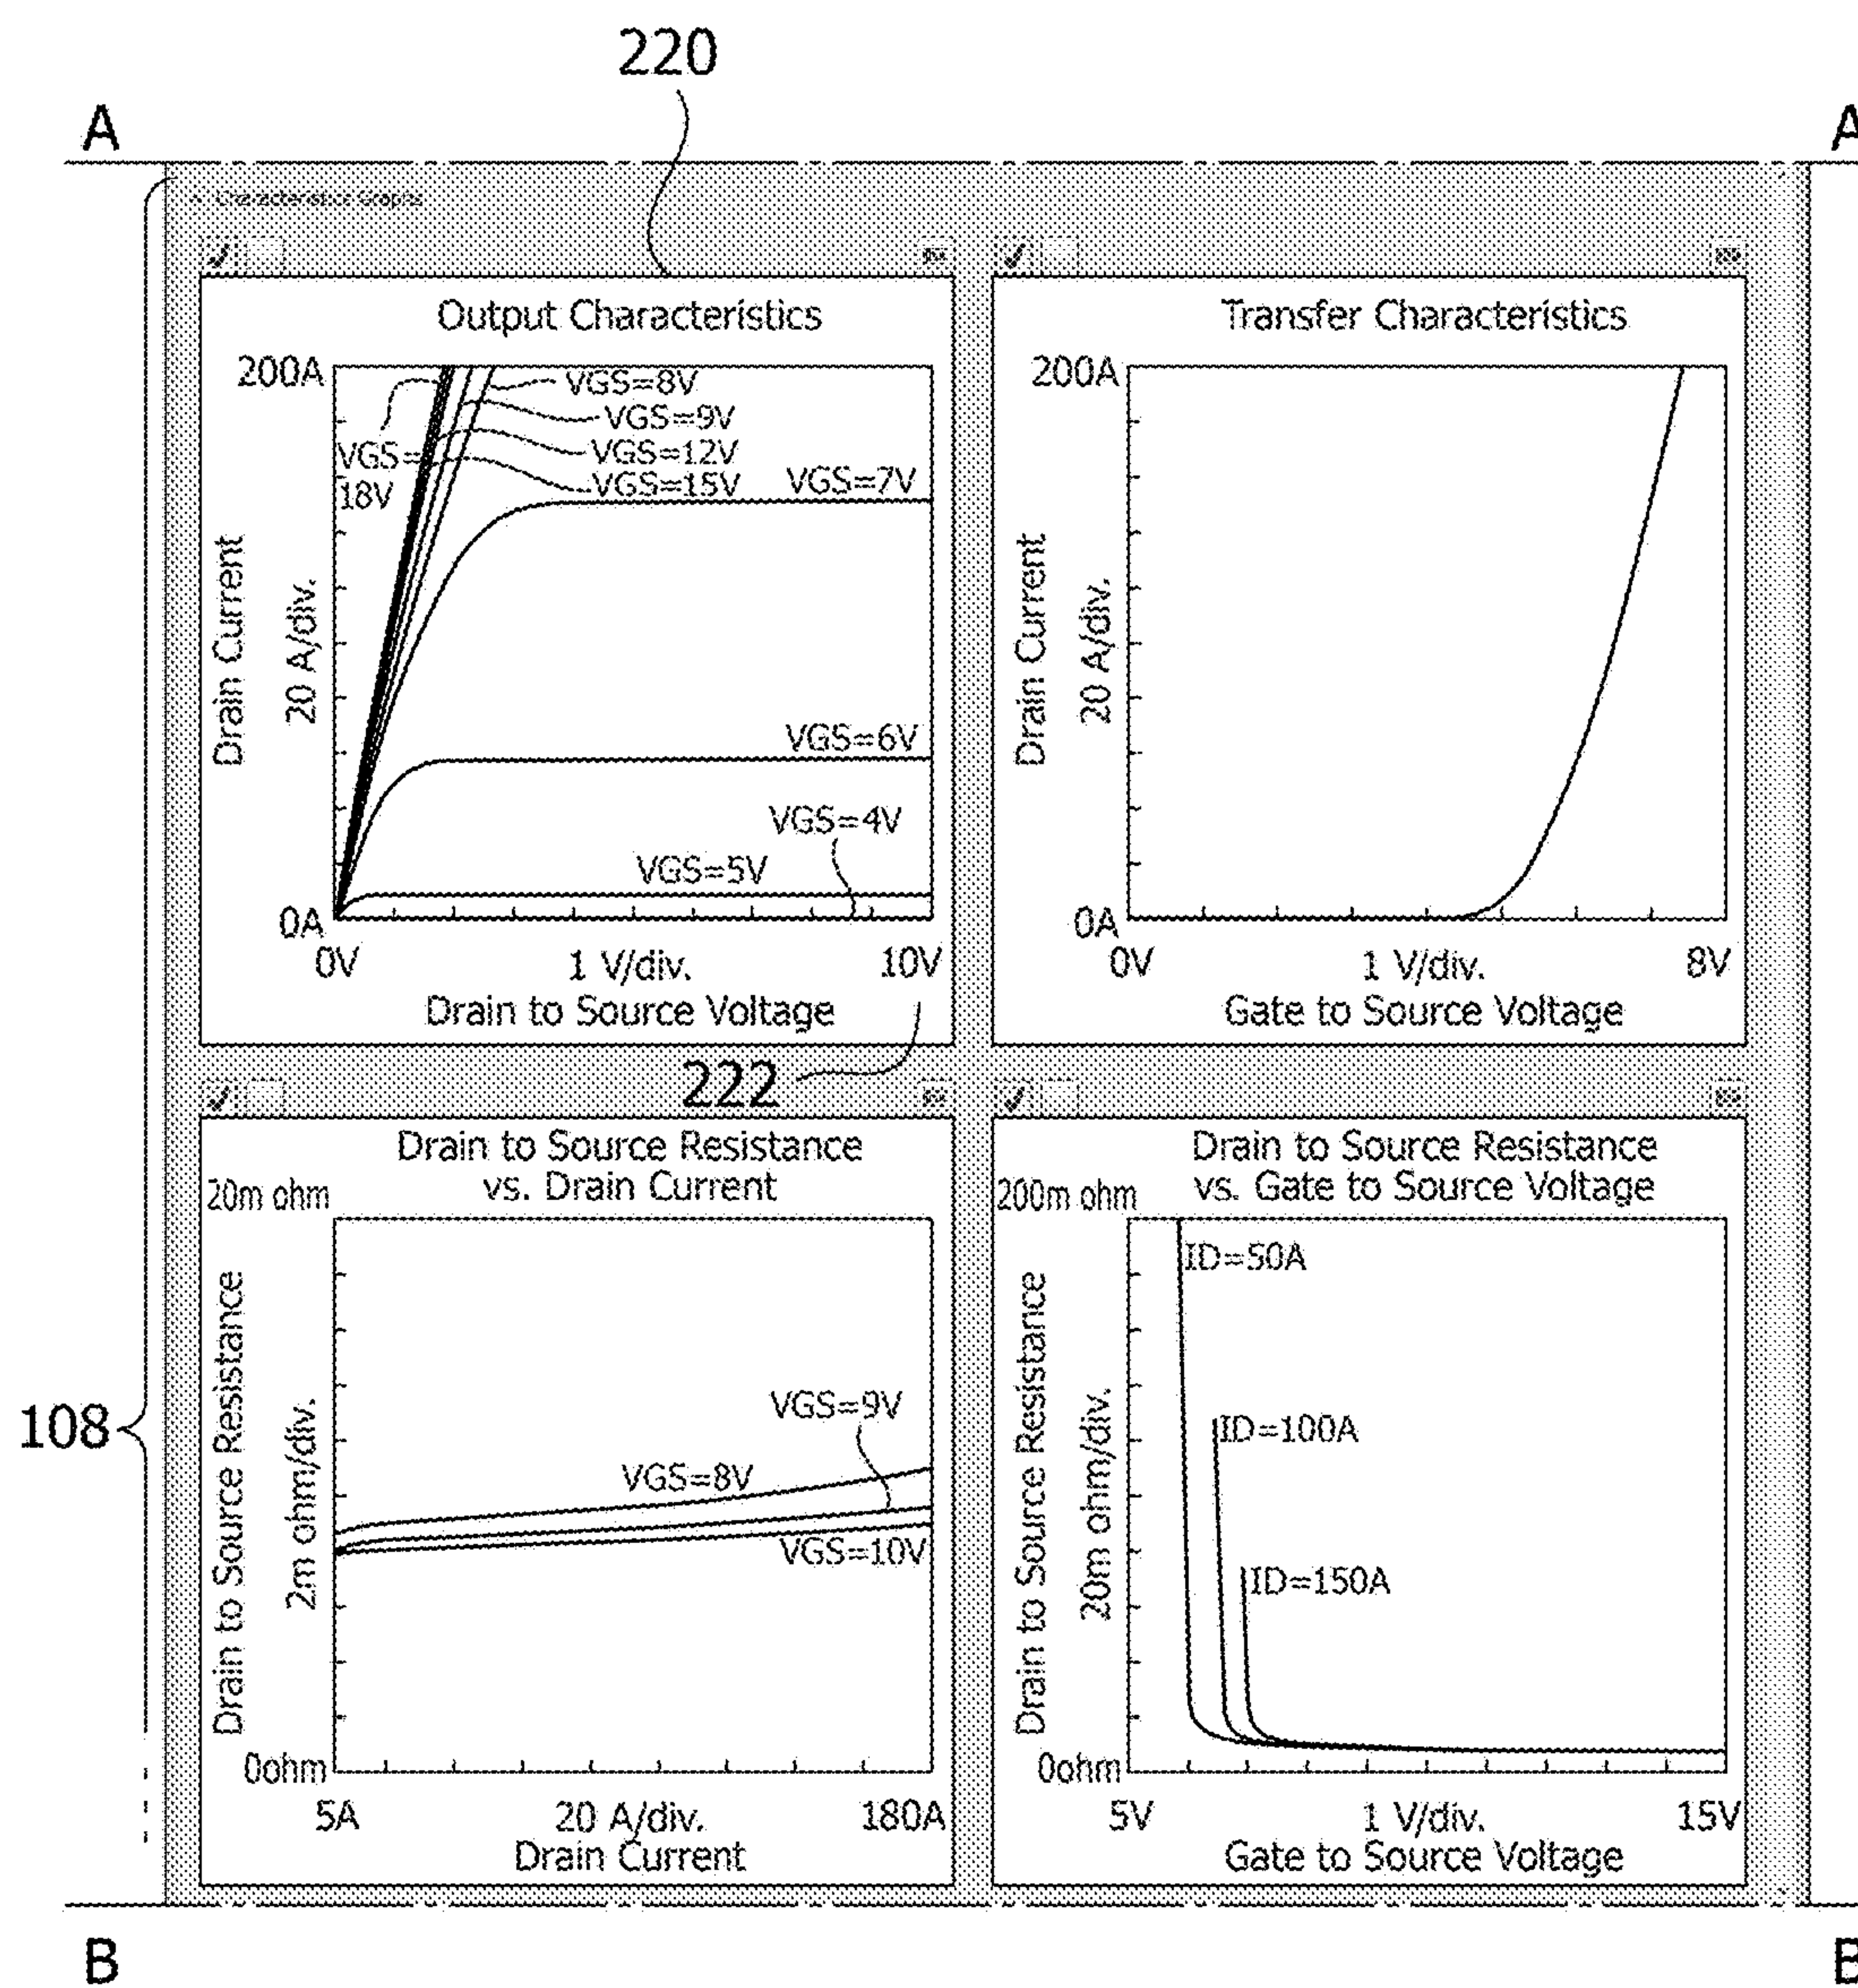 220
A
A
Characteristics Graphs
Output Characteristics
200A
VGS=8V
VGS=9V
VGS=12V
VGS=15V
VGS=
18V
VGS=7V
VGS=6V
VGS=4V
VGS=5V
Drain Current
20 A/div.
0A
0V
1 V/div.
10V
Drain to Source Voltage
Transfer Characteristics
200A
Drain Current
20 A/div.
0A
0V
1 V/div.
8V
Gate to Source Voltage
222
108
Drain to Source Resistance
vs. Drain Current
20m ohm
Drain to Source Resistance
2m ohm/div.
VGS=9V
VGS=8V
VGS=10V
0ohm
5A
20 A/div.
180A
Drain Current
Drain to Source Resistance
vs. Gate to Source Voltage
200m ohm
Drain to Source Resistance
20m ohm/div.
ID=50A
ID=100A
ID=150A
0ohm
5V
1 V/div.
15V
Gate to Source Voltage
B
B